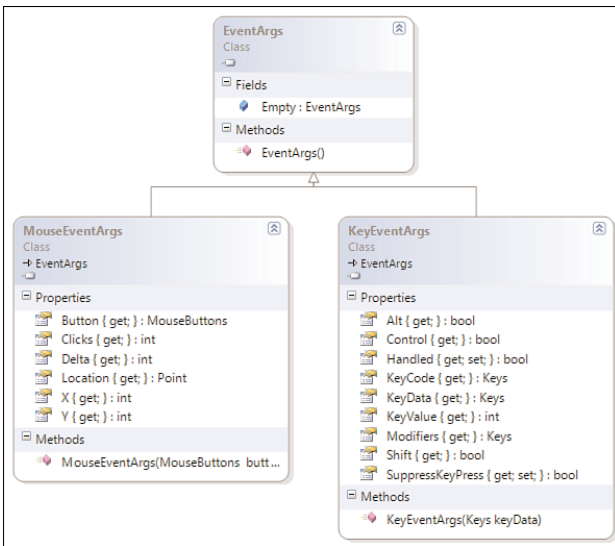 EventArgs
Class
Fields
Empty : EventArgs
Methods
EventArgs()
MouseEventArgs
Class
EventArgs
Properties
Button { get; } : MouseButtons
Clicks { get; } : int
Delta { get; } : int
Location { get; } : Point
X { get; } : int
Y { get; } : int
Methods
MouseEventArgs(MouseButtons butt...
KeyEventArgs
Class
EventArgs
Properties
Alt { get; } : bool
Control { get; } : bool
Handled { get; set; } : bool
KeyCode { get; } : Keys
KeyData { get; } : Keys
KeyValue { get; } : int
Modifiers { get; } : Keys
Shift { get; } : bool
SuppressKeyPress { get; set; } : bool
Methods
KeyEventArgs(Keys keyData)